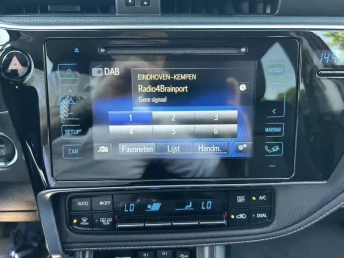 DAB
EINDHOVEN-KEMPEN
Radio4Brainport
Geen signaal
1 2 3
4 5 6
Favorieten Lijst Handm.
SETUP
CAR
AUTO
A/C
LO LO
DUAL